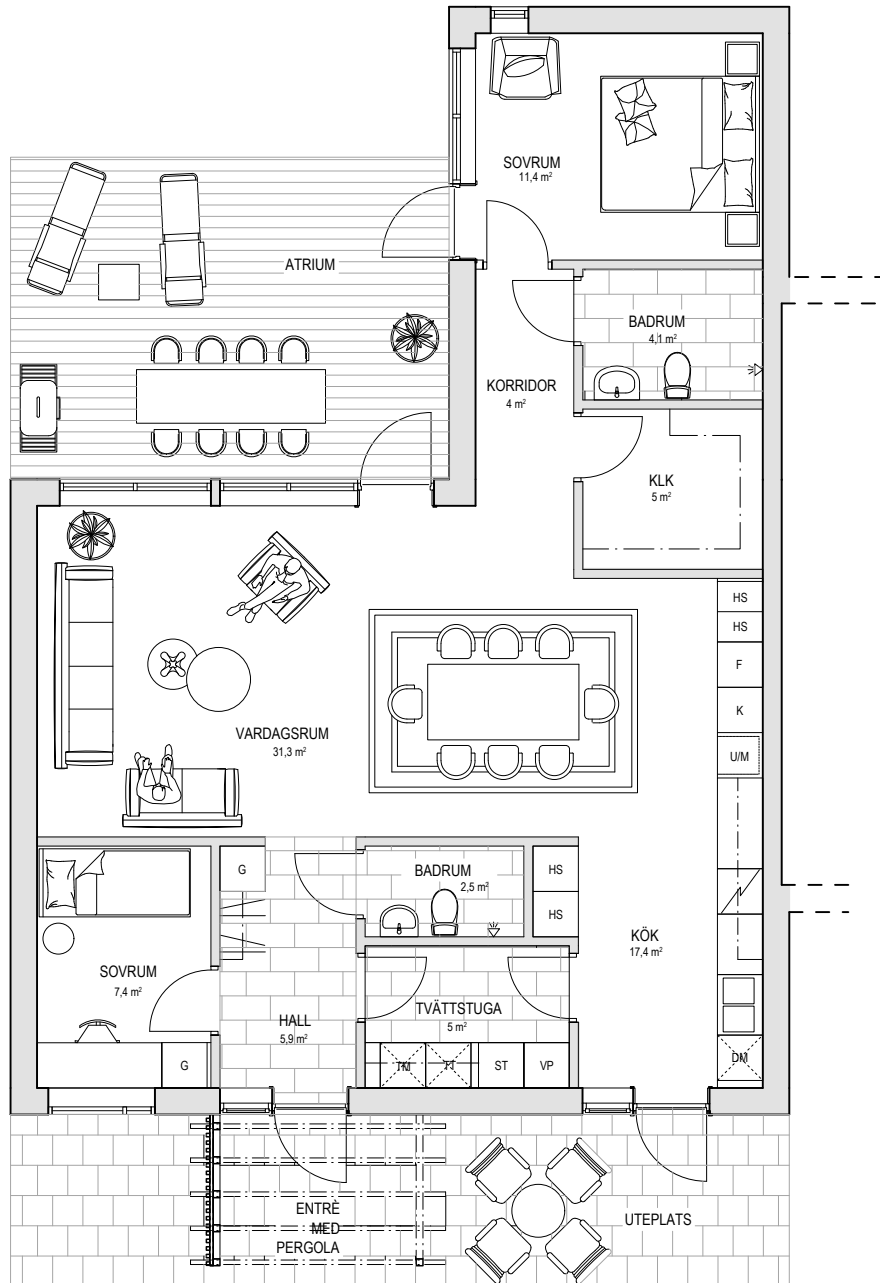 SOVRUM
11,4 m²
ATRIUM
BADRUM
4,1 m²
KORRIDOR
4 m²
KLK
5 m²
HS
HS
F
K
U/M
VARDAGSRUM
31,3 m²
G
BADRUM
2,5 m²
HS
HS
KÖK
17,4 m²
SOVRUM
7,4 m²
HALL
5,9 m²
TVÄTTSTUGA
5 m²
G
TM
TT
ST
VP
DM
ENTRÈ
MED
PERGOLA
UTEPLATS